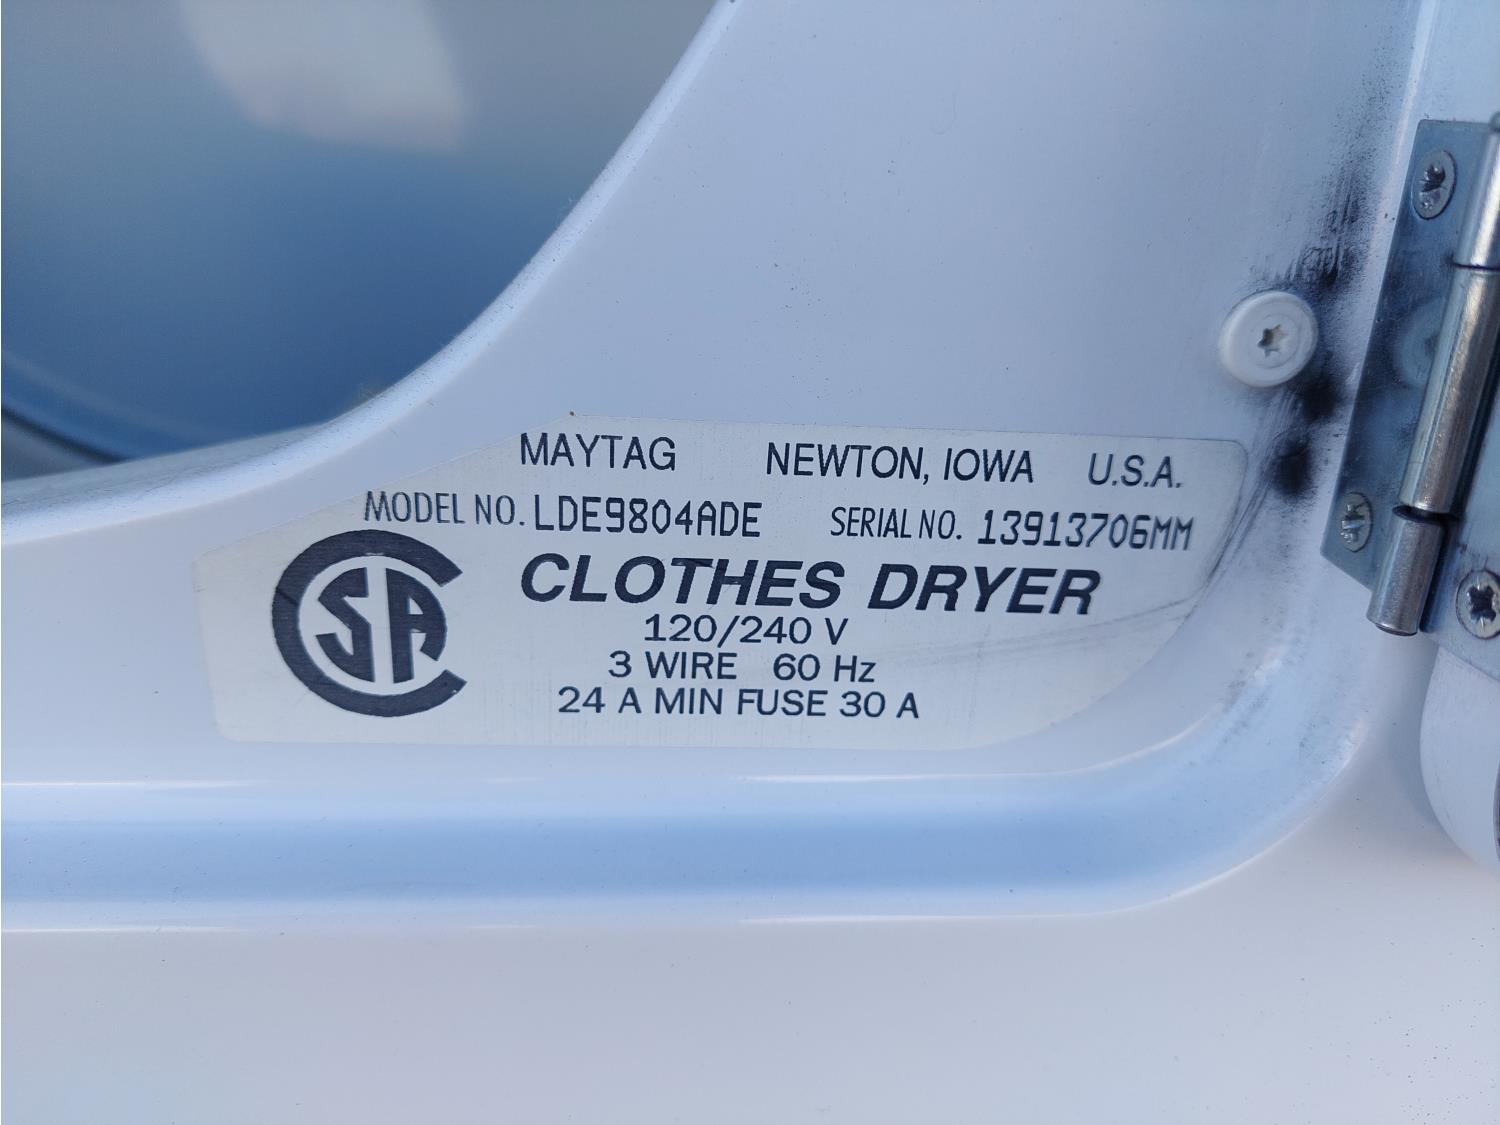 MAYTAG NEWTON, IOWA U.S.A.
MODEL NO. LDE9804ADE SERIAL NO. 13913706MM
CSA
CLOTHES DRYER
120/240 V
3 WIRE 60 Hz
24 A MIN FUSE 30 A